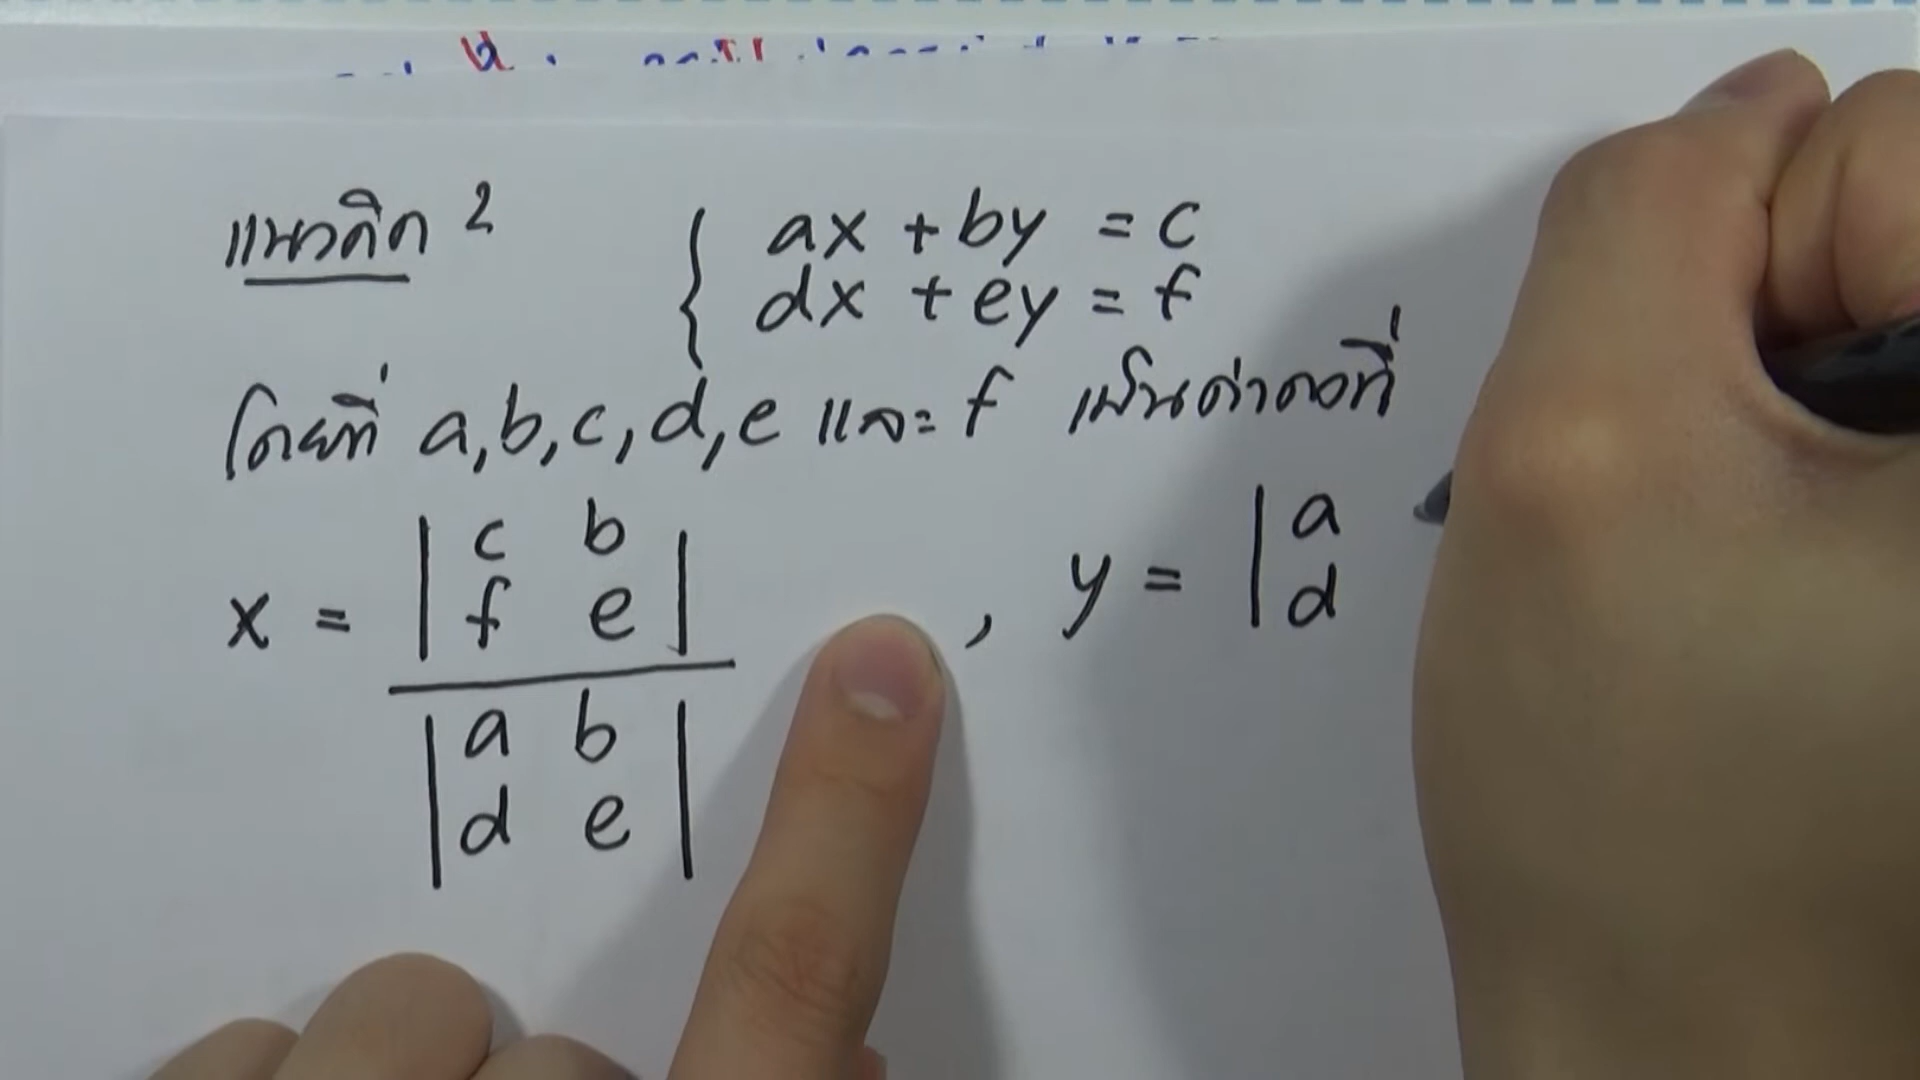 แนวคิด 2
ax + by = c
dx + ey = f
โดยที่ a,b,c,d,e และ f เป็นค่าคงที่
x = | c b |
| f e |
| a b |
| d e |
, y = | a
| d